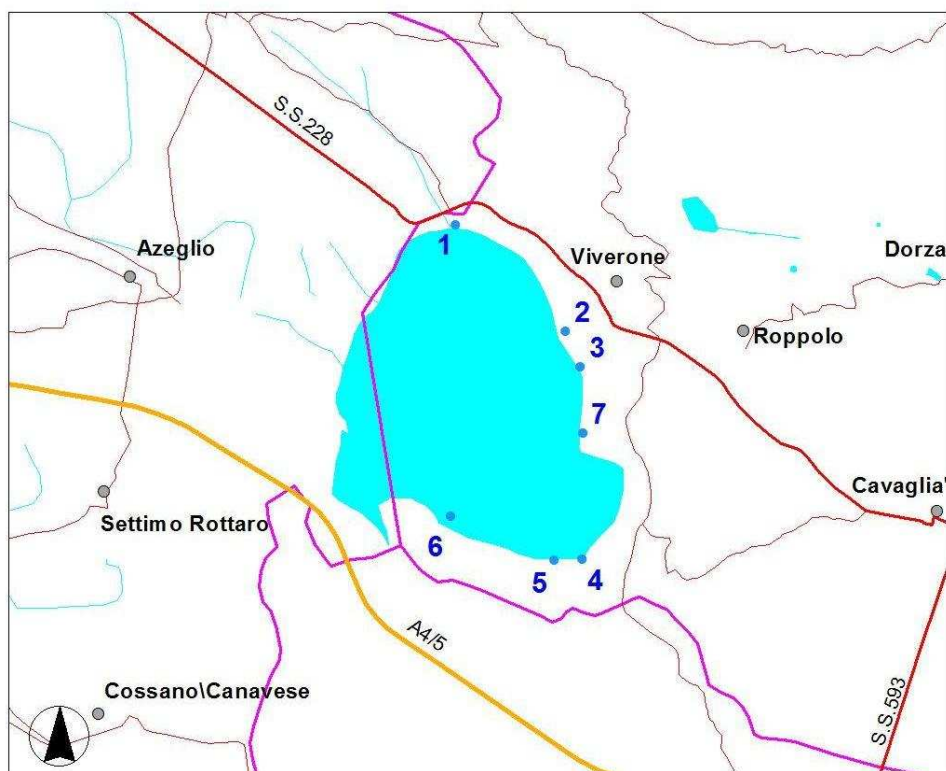 S.S.228
1
Azeglio
Viverone
Dorza
2
3
Roppolo
7
Cavaglia'
Settimo Rottaro
6
5
4
A4/5
Cossano\Canavese
S.S.593